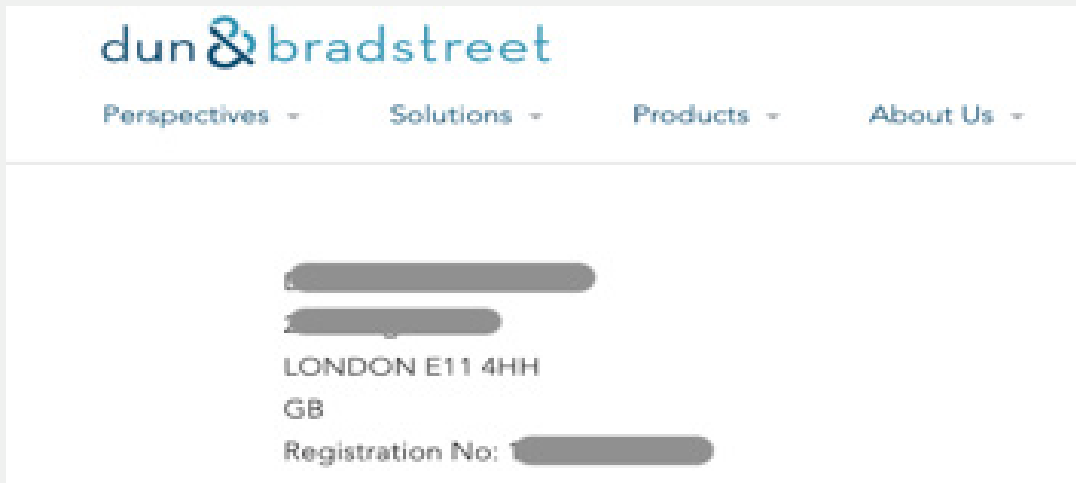 dun & bradstreet
Perspectives Solutions Products About Us
LONDON E11 4HH
GB
Registration No: